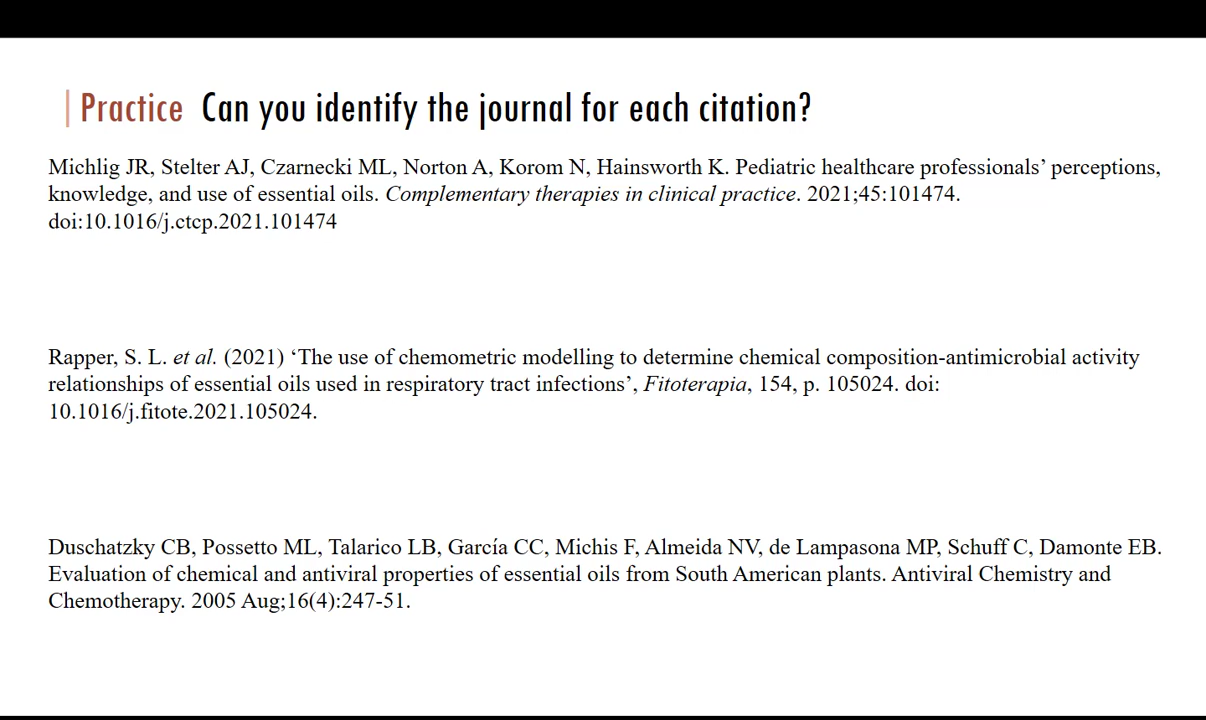 Practice Can you identify the journal for each citation?
Michlig JR, Stelter AJ, Czarnecki ML, Norton A, Korom N, Hainsworth K. Pediatric healthcare professionals’ perceptions,
knowledge, and use of essential oils. Complementary therapies in clinical practice. 2021;45:101474.
doi:10.1016/j.ctcp.2021.101474
Rapper, S. L. et al. (2021) ‘The use of chemometric modelling to determine chemical composition-antimicrobial activity
relationships of essential oils used in respiratory tract infections’, Fitoterapia, 154, p. 105024. doi:
10.1016/j.fitote.2021.105024.
Duschatzky CB, Possetto ML, Talarico LB, García CC, Michis F, Almeida NV, de Lampasona MP, Schuff C, Damonte EB.
Evaluation of chemical and antiviral properties of essential oils from South American plants. Antiviral Chemistry and
Chemotherapy. 2005 Aug;16(4):247-51.